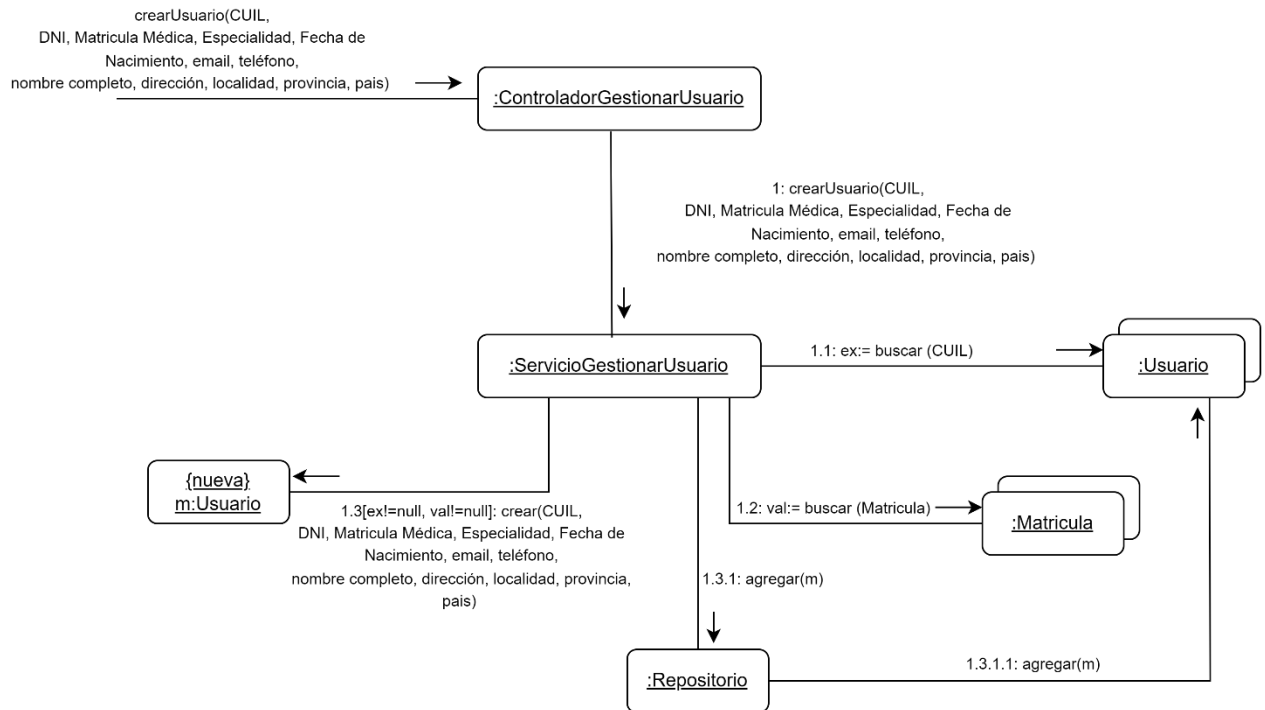 crearUsuario(CUIL,
DNI, Matricula Médica, Especialidad, Fecha de
Nacimiento, email, teléfono,
nombre completo, dirección, localidad, provincia, pais)
:ControladorGestionarUsuario
1: crearUsuario(CUIL,
DNI, Matricula Médica, Especialidad, Fecha de
Nacimiento, email, teléfono,
nombre completo, dirección, localidad, provincia, pais)
:ServicioGestionarUsuario
1.1: ex:= buscar (CUIL)
:Usuario
{nueva}
m:Usuario
1.3[ex!=null, val!=null]: crear(CUIL,
DNI, Matricula Médica, Especialidad, Fecha de
Nacimiento, email, teléfono,
nombre completo, dirección, localidad, provincia,
pais)
1.2: val:= buscar (Matricula)
:Matricula
1.3.1: agregar(m)
:Repositorio
1.3.1.1: agregar(m)